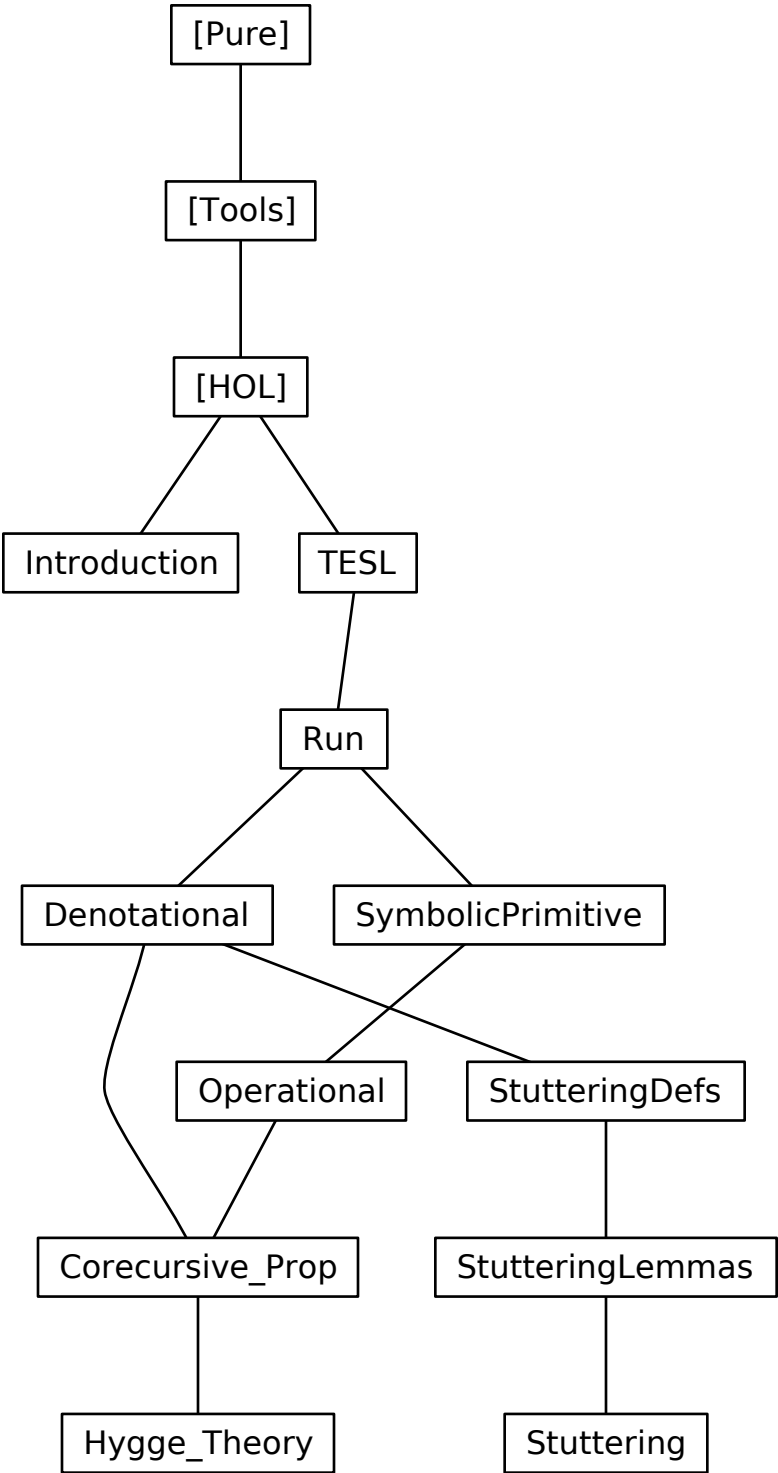 [Pure]
[Tools]
[HOL]
Introduction
TESL
Run
Denotational
SymbolicPrimitive
Operational
StutteringDefs
Corecursive_Prop
StutteringLemmas
Hygge_Theory
Stuttering